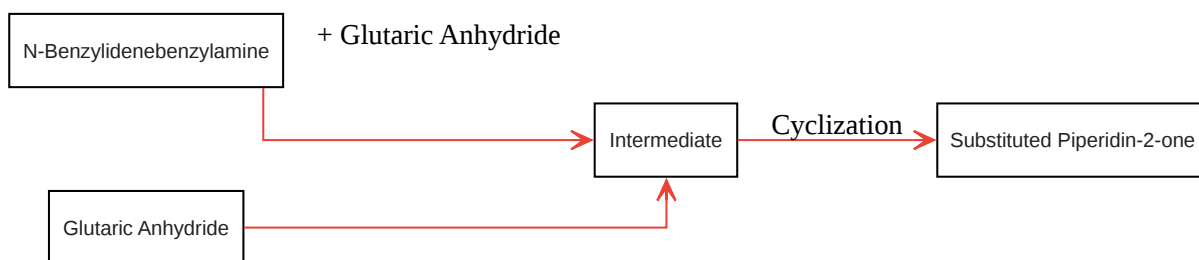 N-Benzylidenebenzylamine
+ Glutaric Anhydride
Intermediate
Cyclization
Substituted Piperidin-2-one
Glutaric Anhydride